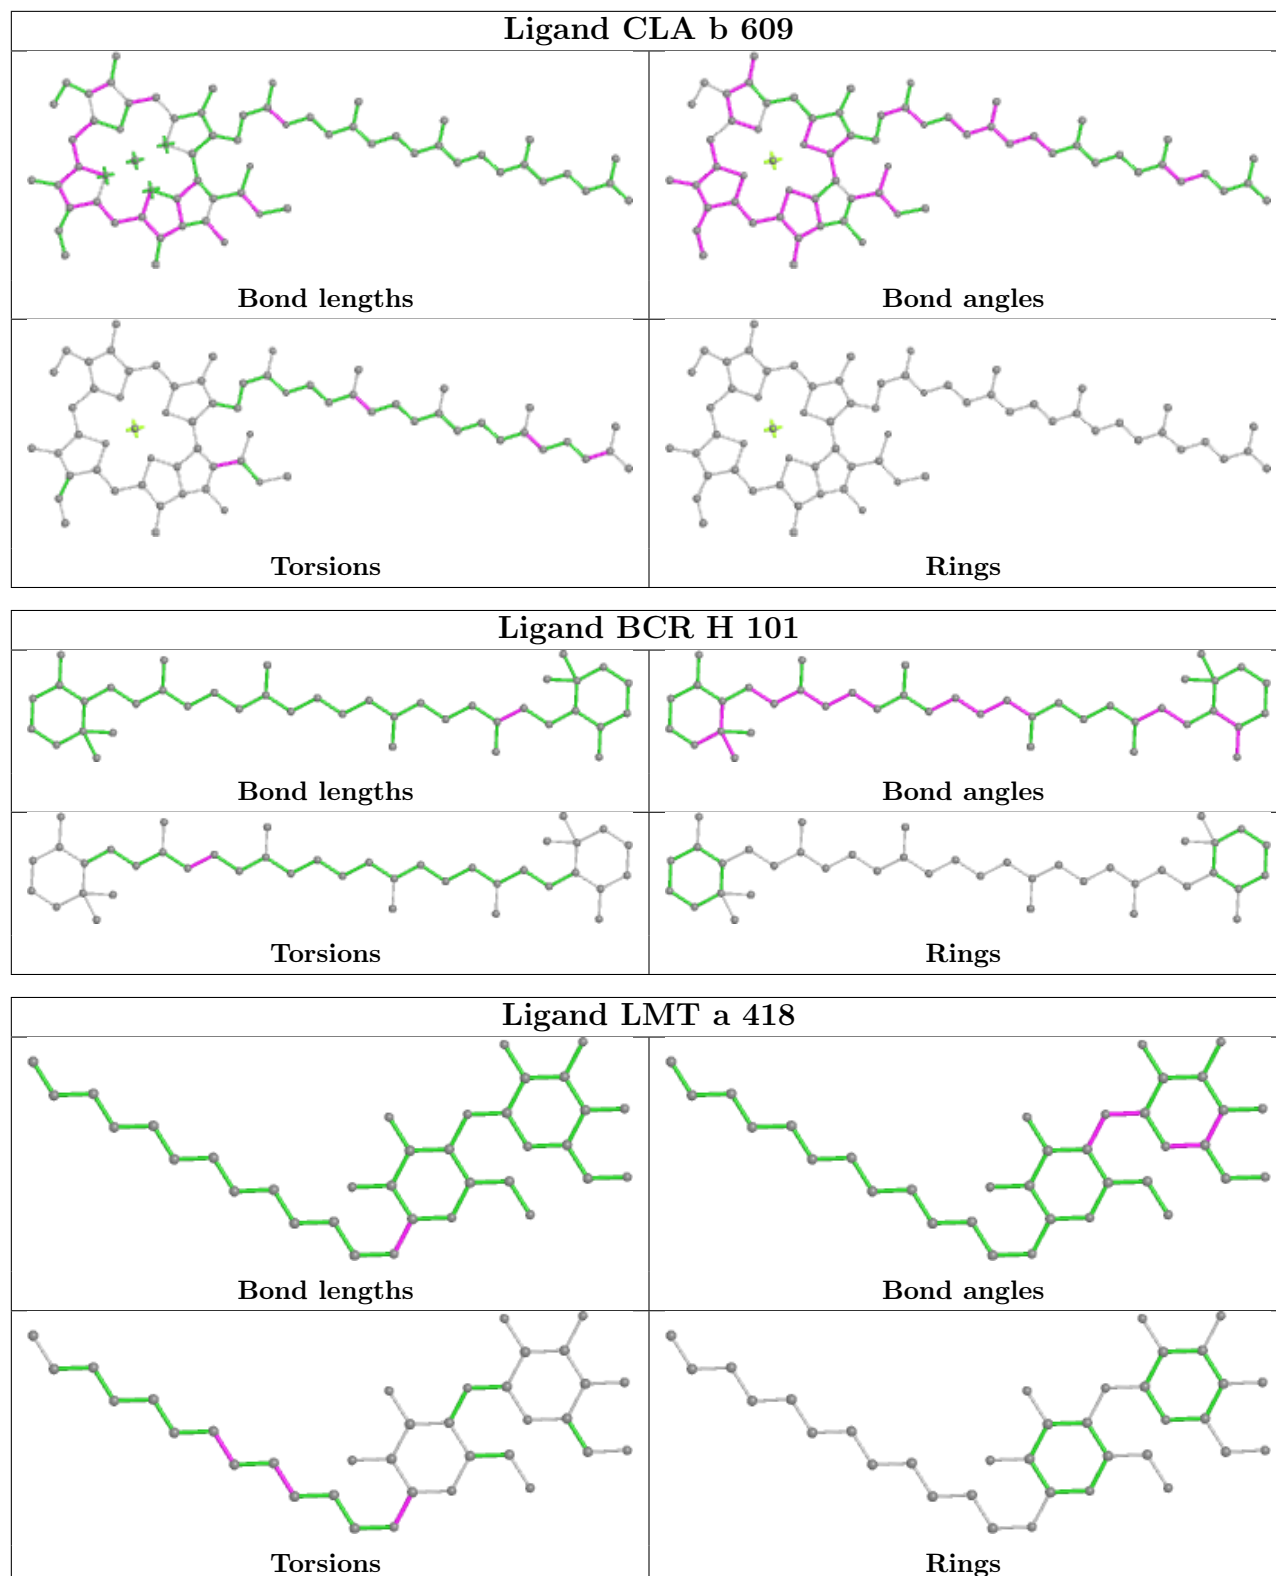 Ligand CLA b 609
Bond lengths
Bond angles
Torsions
Rings
Ligand BCR H 101
Bond lengths
Bond angles
Torsions
Rings
Ligand LMT a 418
Bond lengths
Bond angles
Torsions
Rings